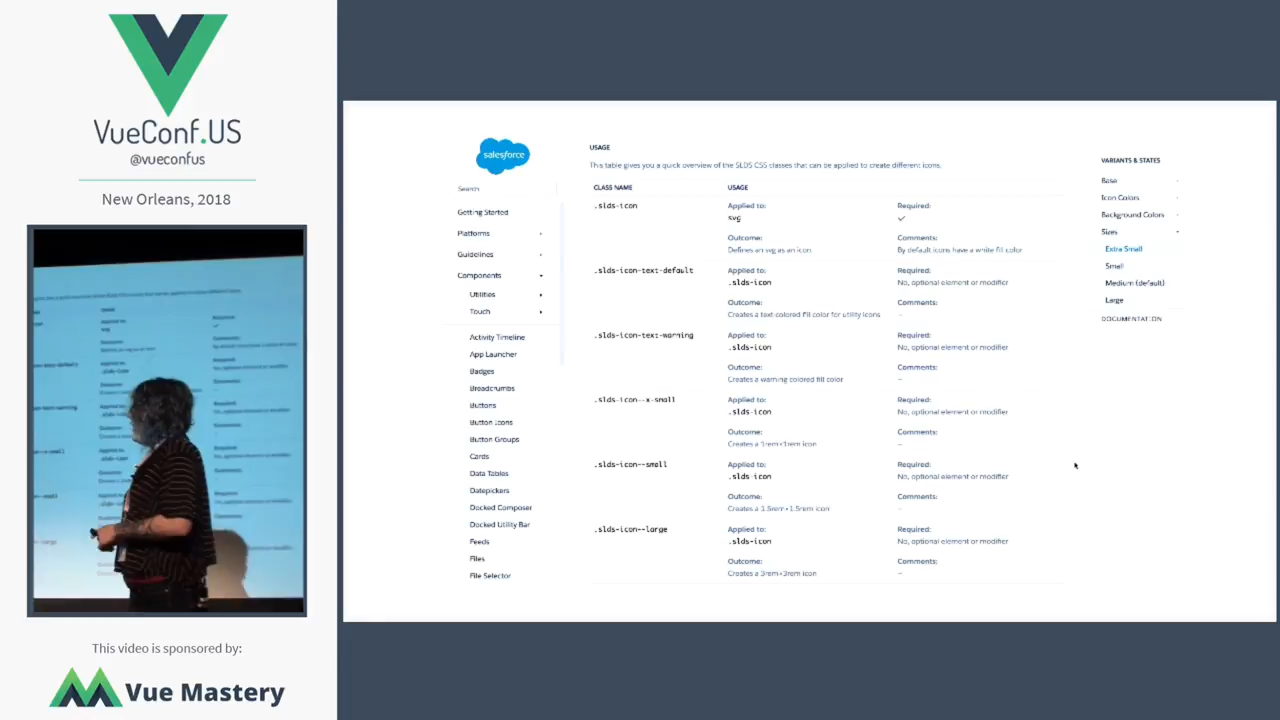 VueConf.US
@vueconfus
New Orleans, 2018
This video is sponsored by:
Vue Mastery
salesforce
Search
Getting Started
Platforms
Guidelines
Components
Utilities
Touch
Activity Timeline
App Launcher
Badges
Breadcrumbs
Buttons
Button Icons
Button Groups
Cards
Data Tables
Datepickers
Docked Composer
Docked Utility Bar
Feeds
Files
File Selector
USAGE
This table gives you a quick overview of the SLDS CSS classes that can be applied to create different icons.
CLASS NAME USAGE
.slds-icon Applied to: Required:
svg ✓
Outcome: Comments:
Defines an svg as an icon By default icons have a white fill color
.slds-icon-text-default Applied to: Required:
.slds-icon No, optional element or modifier
Outcome: Comments:
Creates a text colored fill color for utility icons –
.slds-icon-text-warning Applied to: Required:
.slds-icon No, optional element or modifier
Outcome: Comments:
Creates a warning colored fill color –
.slds-icon--x-small Applied to: Required:
.slds-icon No, optional element or modifier
Outcome: Comments:
Creates a 1rem×1rem icon –
.slds-icon--small Applied to: Required:
.slds-icon No, optional element or modifier
Outcome: Comments:
Creates a 1.5rem×1.5rem icon –
.slds-icon--large Applied to: Required:
.slds-icon No, optional element or modifier
Outcome: Comments:
Creates a 3rem×3rem icon –
VARIANTS & STATES
Base
Icon Colors
Background Colors
Sizes
Extra Small
Small
Medium (default)
Large
DOCUMENTATION